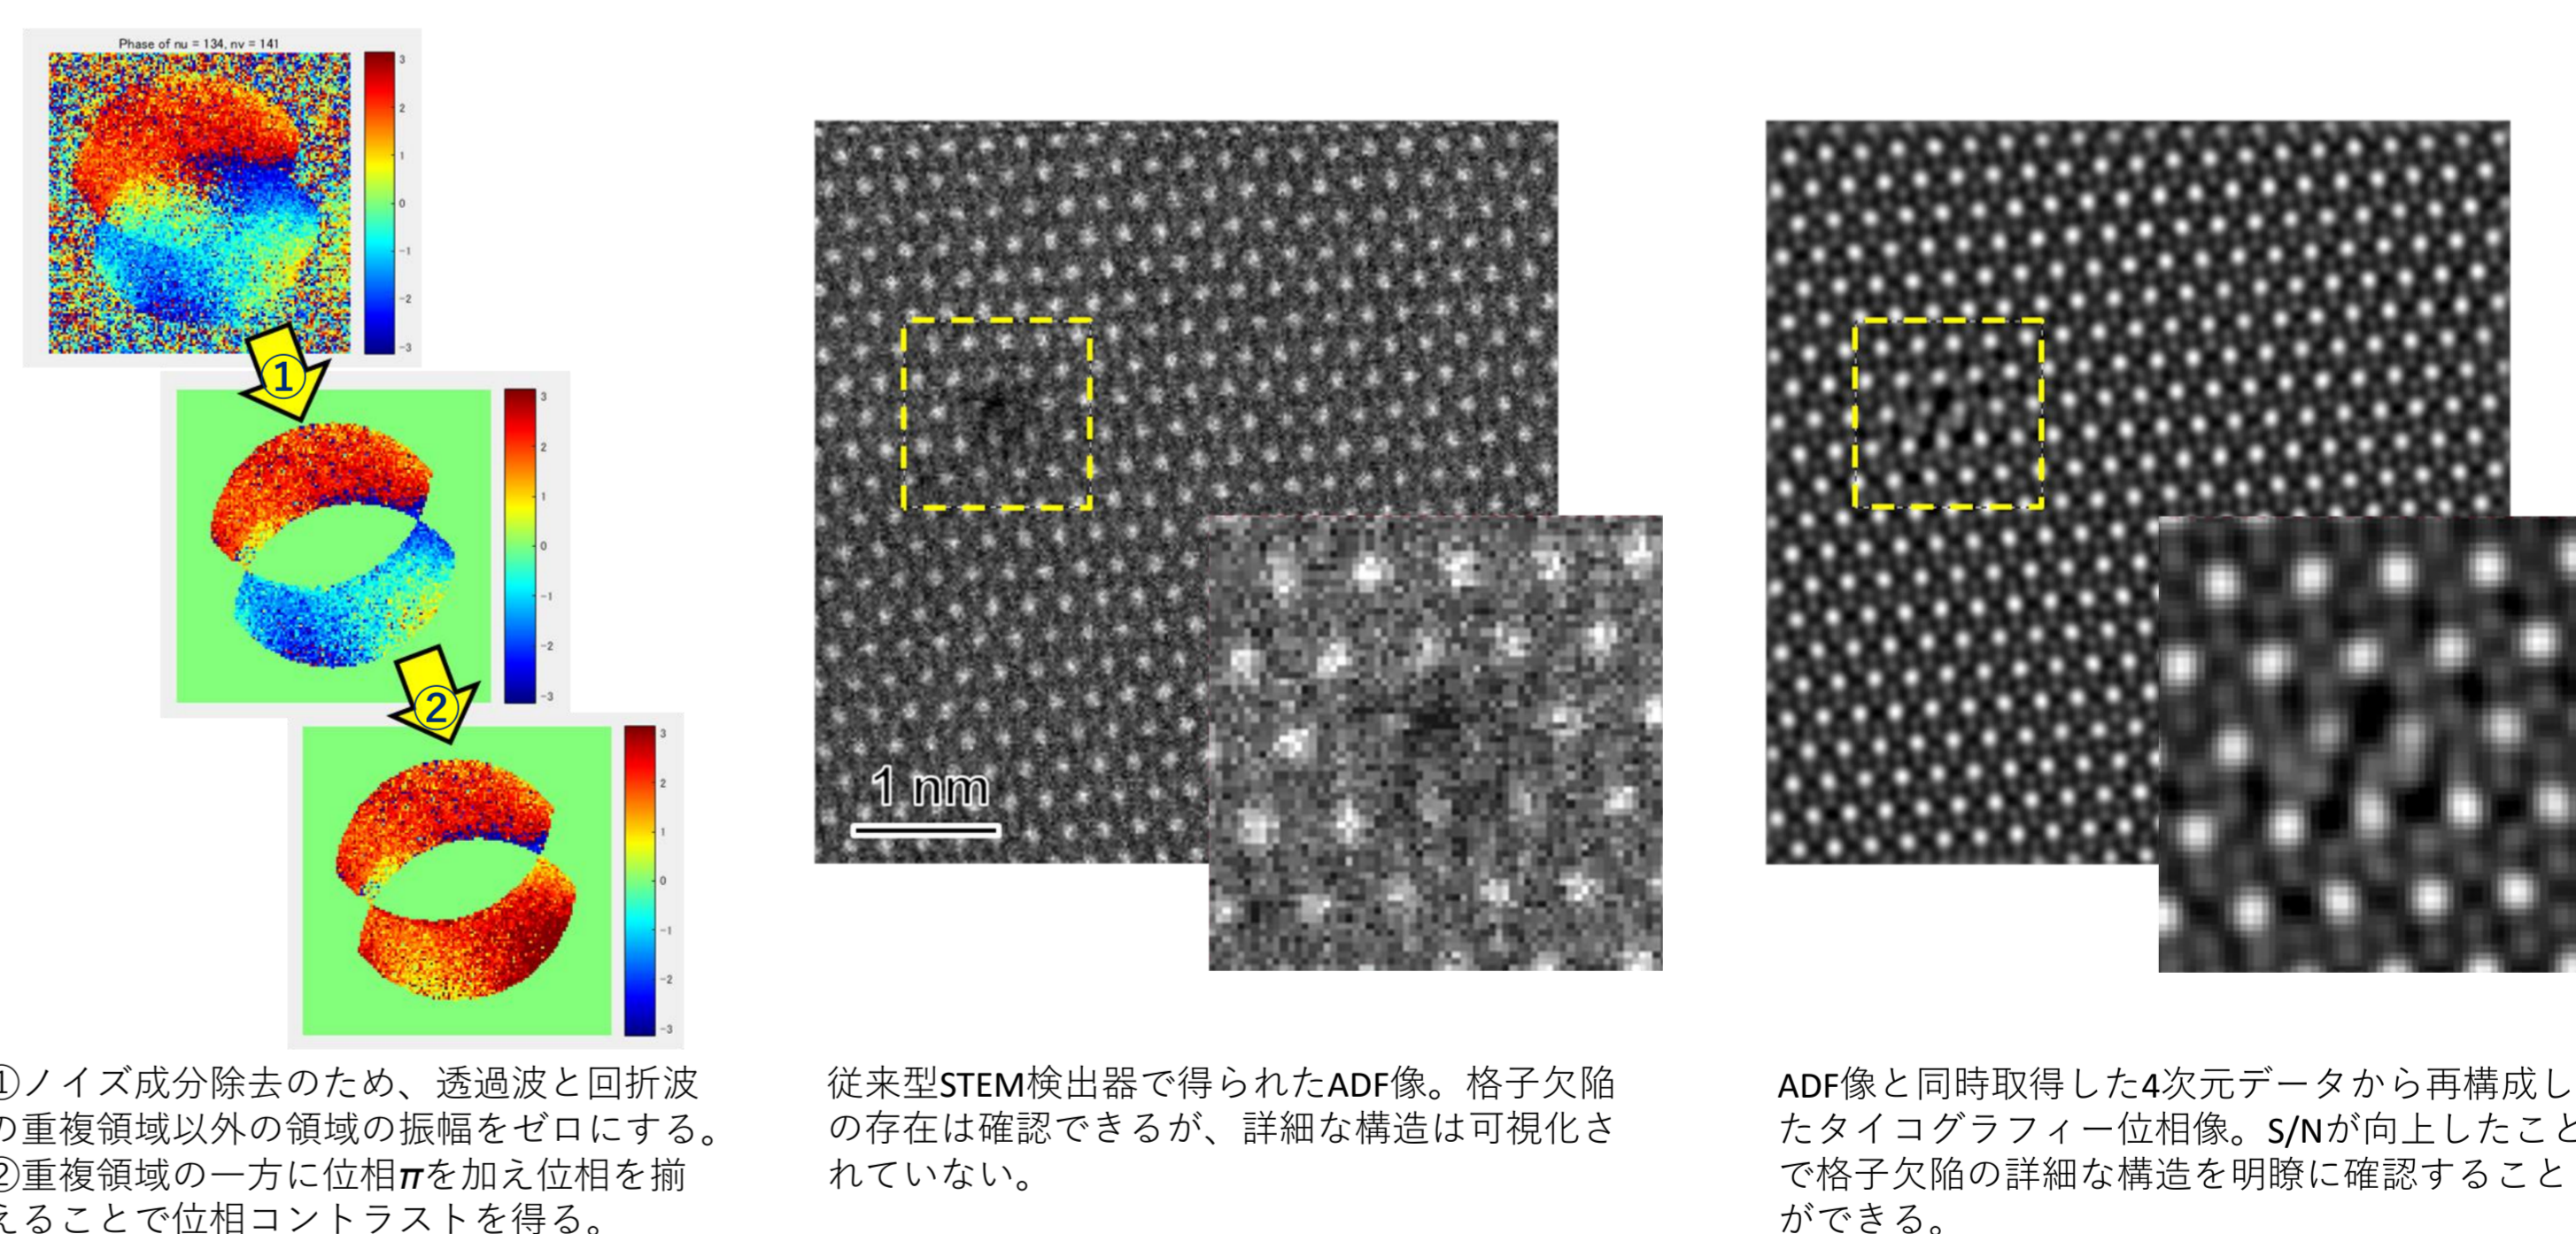 Phase of nu = 134, nv = 141
3
2
1
0
-1
-2
-3
①
3
2
1
0
-1
-2
-3
②
3
2
1
0
-1
-2
-3
1 nm
①ノイズ成分除去のため、透過波と回折波
の重複領域以外の領域の振幅をゼロにする。
②重複領域の一方に位相πを加え位相を揃
えることで位相コントラストを得る。
従来型STEM検出器で得られたADF像。格子欠陥
の存在は確認できるが、詳細な構造は可視化さ
れていない。
ADF像と同時取得した4次元データから再構成し
たタイコグラフィー位相像。S/Nが向上したこと
で格子欠陥の詳細な構造を明瞭に確認すること
ができる。